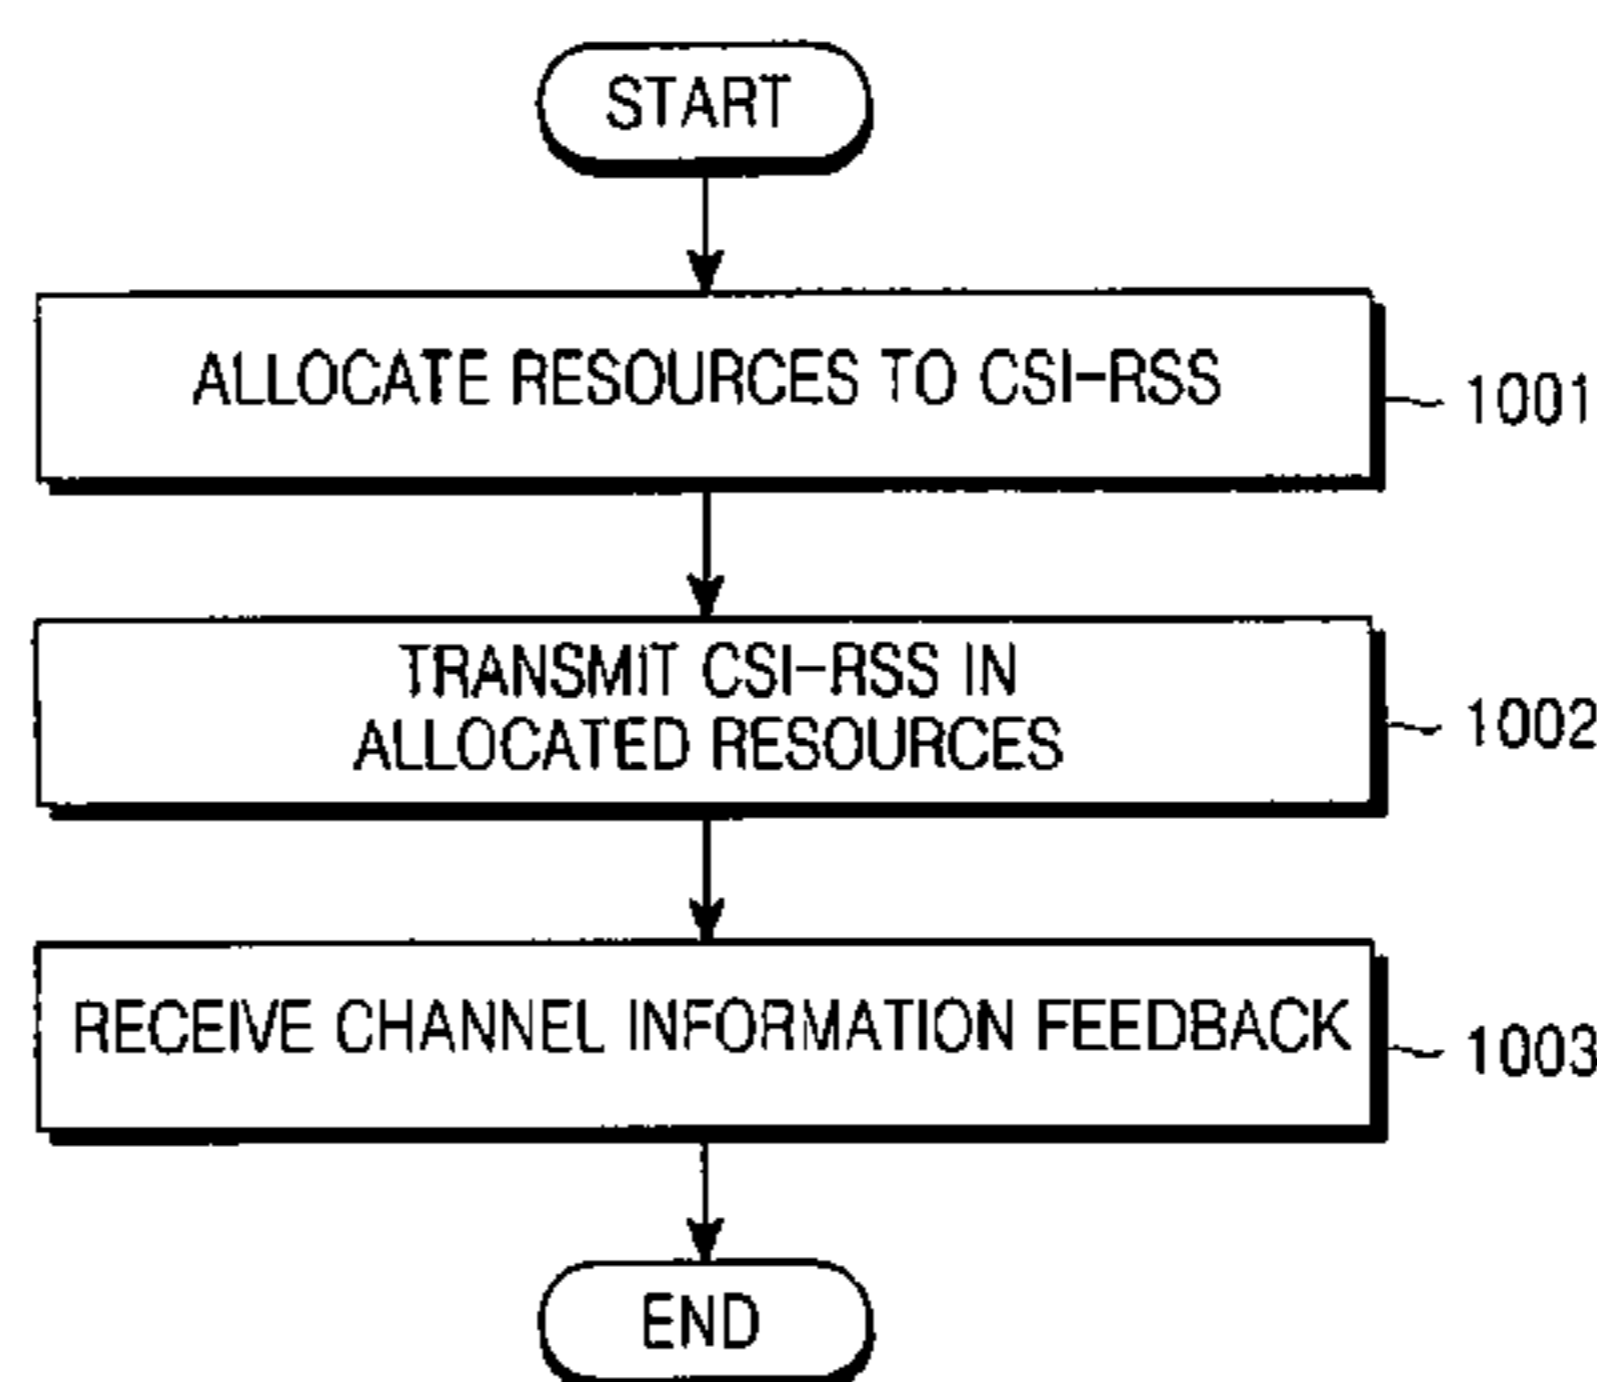 START
ALLOCATE RESOURCES TO CSI-RSS
1001
TRANSMIT CSI-RSS IN
ALLOCATED RESOURCES
1002
RECEIVE CHANNEL INFORMATION FEEDBACK
1003
END